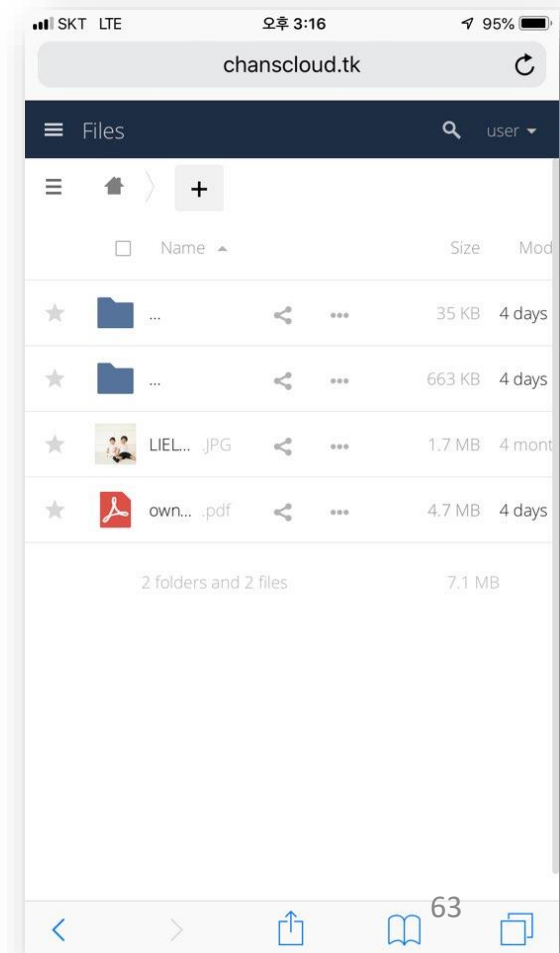 SKT LTE 오후 3:16 95%
chanscloud.tk
Files user
+
Name Size Mod
... 35 KB 4 days
... 663 KB 4 days
LIEL... .JPG 1.7 MB 4 mont
own... .pdf 4.7 MB 4 days
2 folders and 2 files 7.1 MB
63